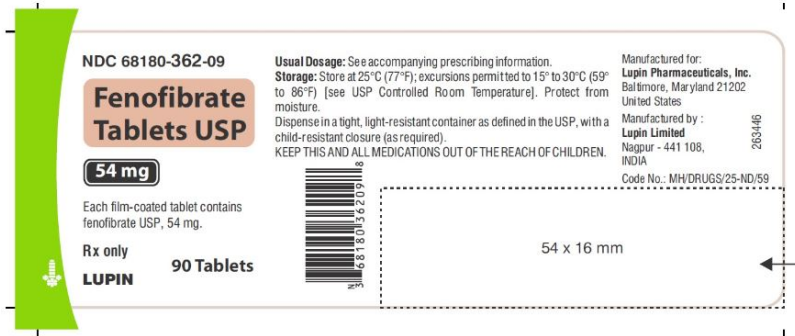 NDC 68180-362-09
Fenofibrate
Tablets USP
54 mg
Each film-coated tablet contains
fenofibrate USP, 54 mg.
Rx only
LUPIN
90 Tablets
Usual Dosage: See accompanying prescribing information.
Storage: Store at 25°C (77°F); excursions permitted to 15° to 30°C (59°
to 86°F) [see USP Controlled Room Temperature]. Protect from
moisture.
Dispense in a tight, light-resistant container as defined in the USP, with a
child-resistant closure (as required).
KEEP THIS AND ALL MEDICATIONS OUT OF THE REACH OF CHILDREN.
N
3 68180 36209 8
Manufactured for:
Lupin Pharmaceuticals, Inc.
Baltimore, Maryland 21202
United States
Manufactured by :
Lupin Limited
Nagpur - 441 108,
INDIA
Code No.: MH/DRUGS/25-ND/59
263446
54 x 16 mm